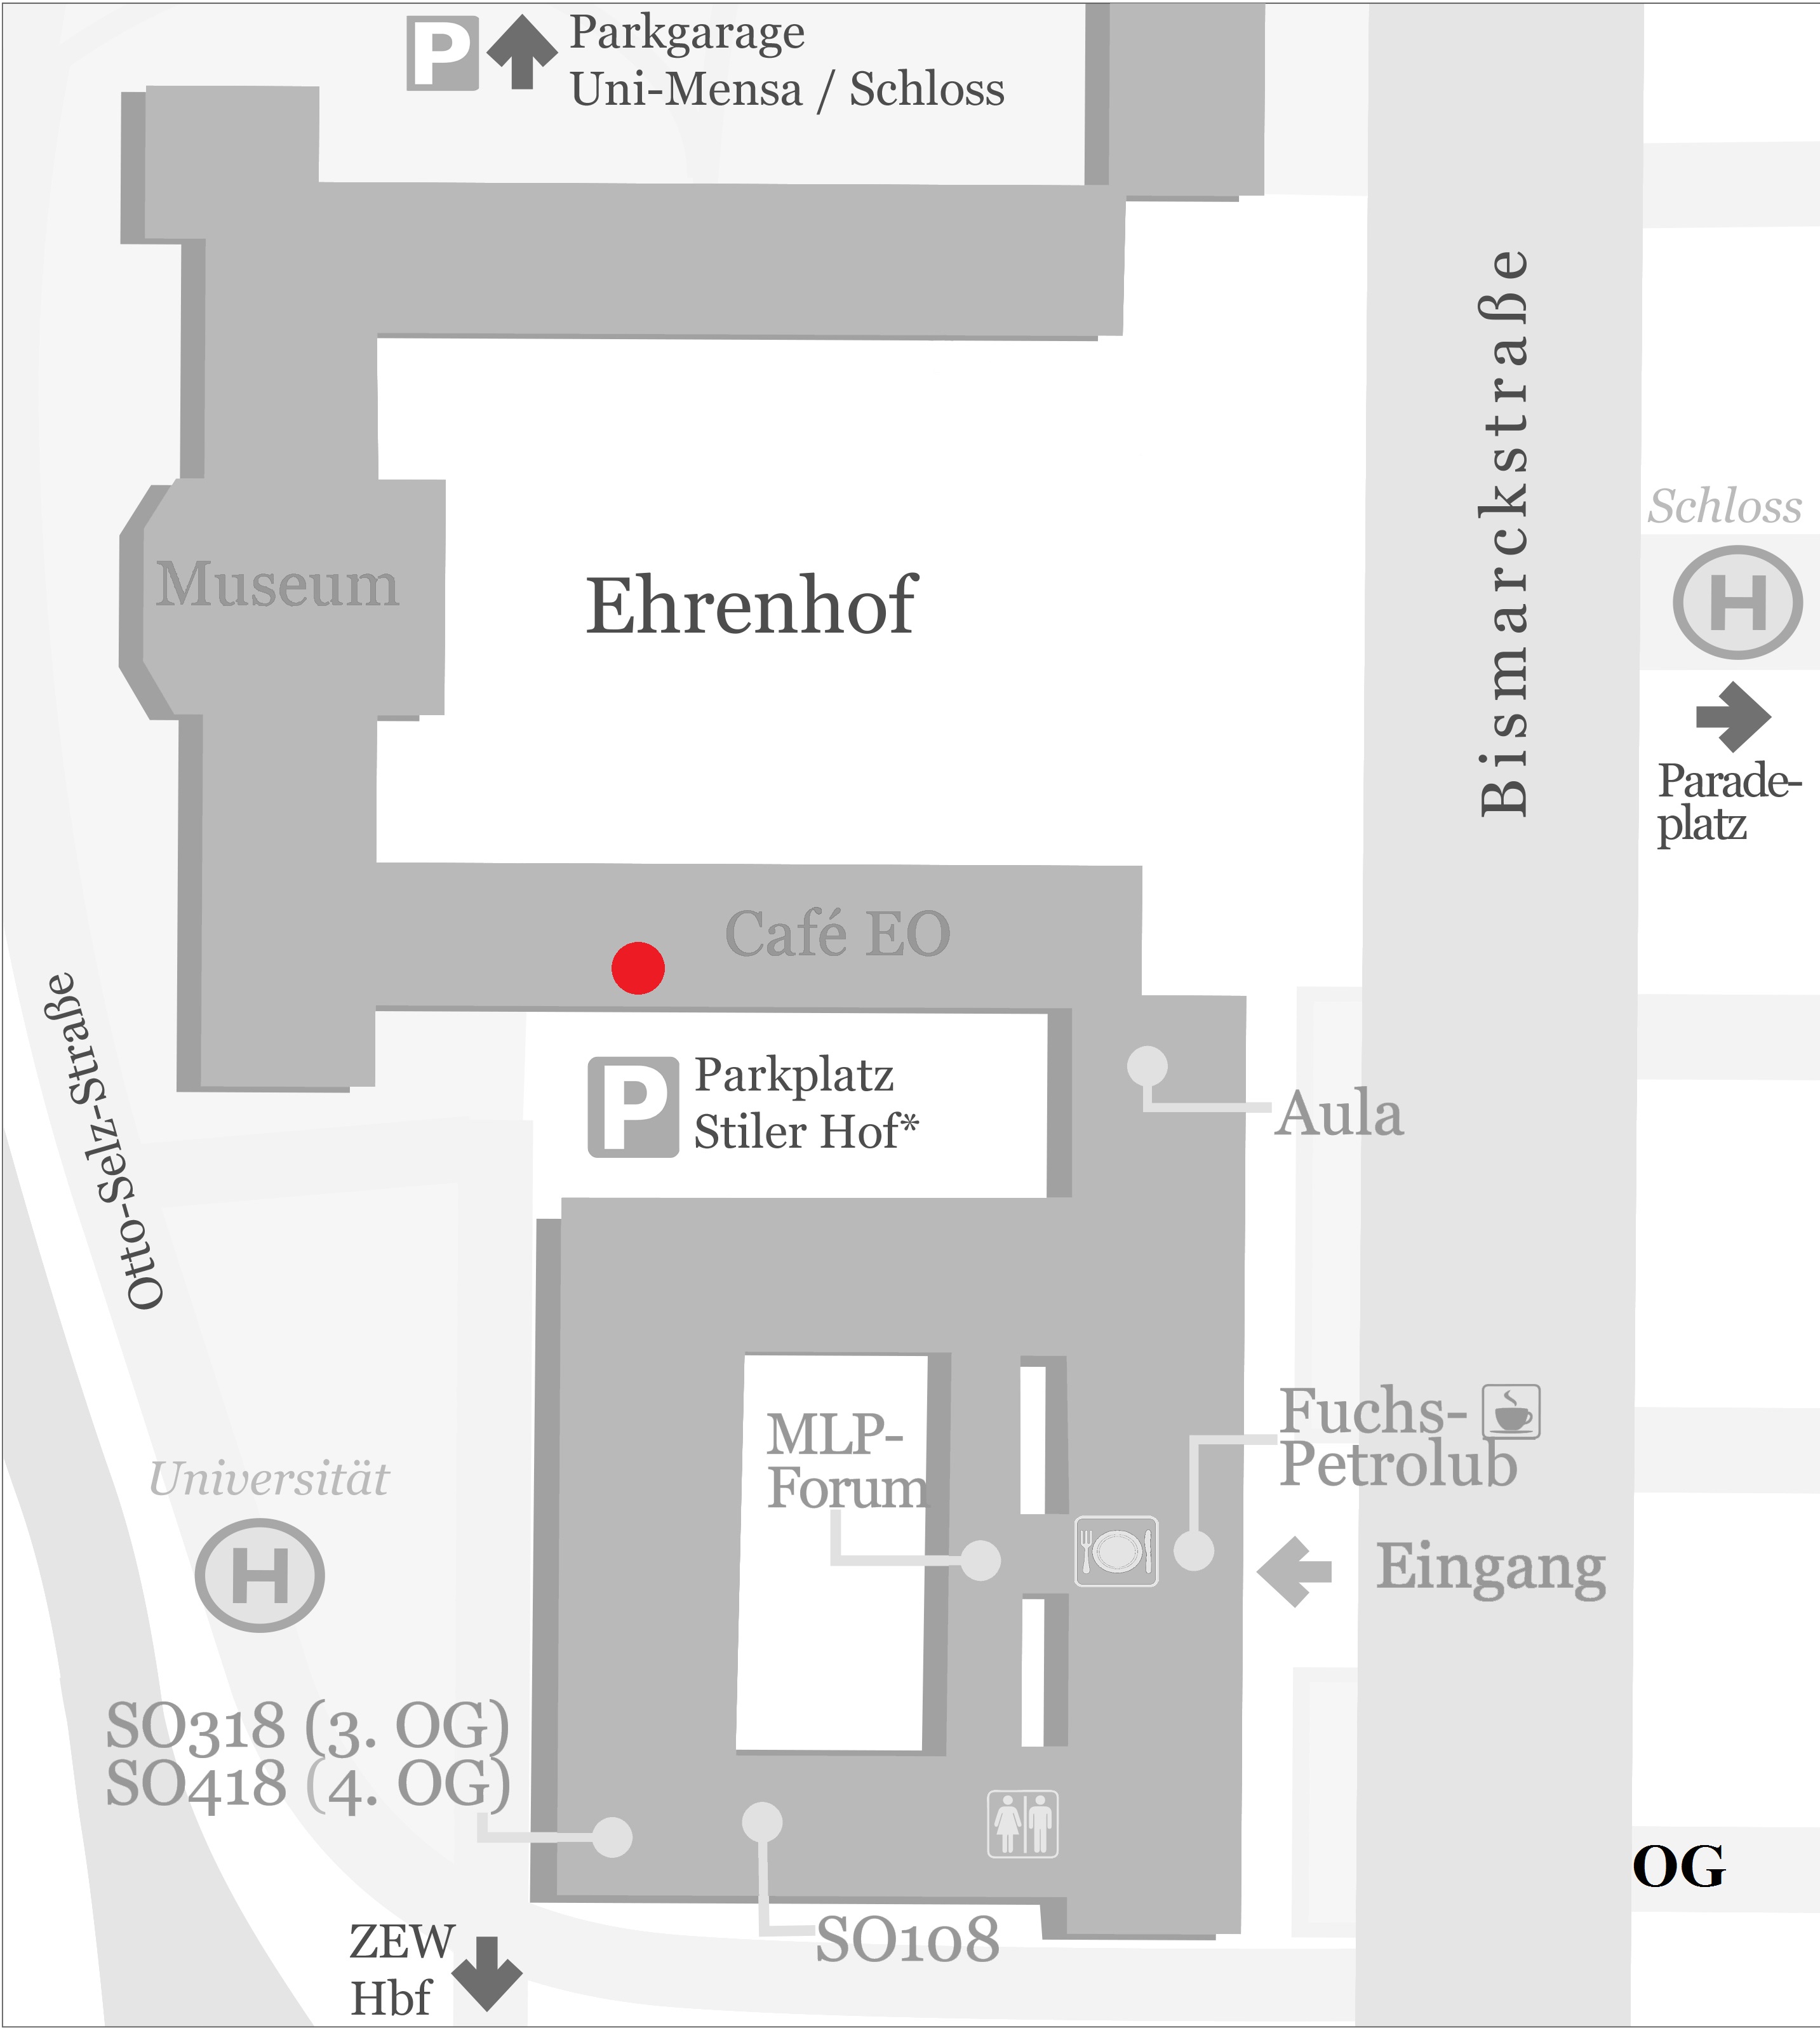 P
Parkgarage
Uni-Mensa / Schloss
Bismarckstraße
Schloss
H
Museum
Ehrenhof
Parade-
platz
Café EO
Otto-Selz-Straße
P
Parkplatz
Stiler Hof*
Aula
MLP-
Forum
Fuchs-
Petrolub
Universität
H
Eingang
SO318 (3. OG)
SO418 (4. OG)
OG
SO108
ZEW
Hbf